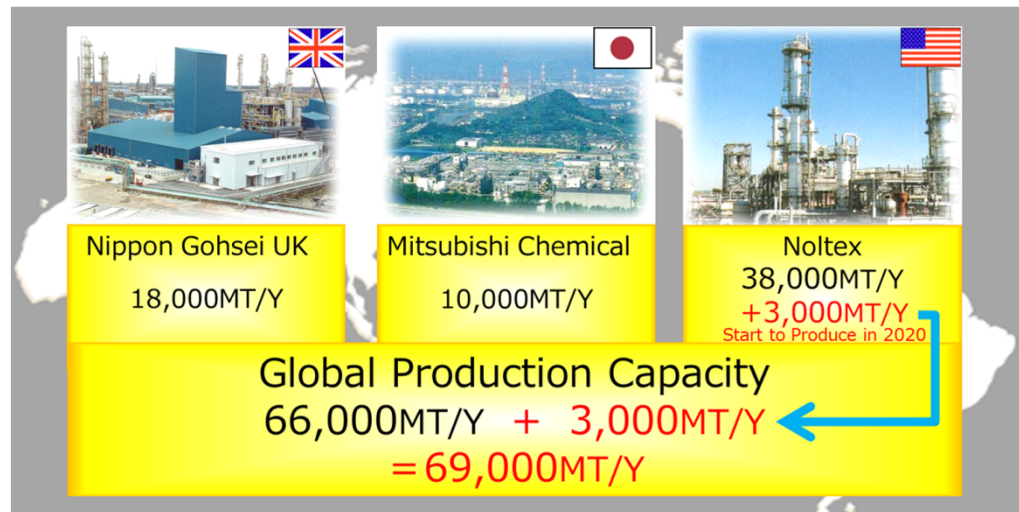 Nippon Gohsei UK
18,000MT/Y
Mitsubishi Chemical
10,000MT/Y
Noltex
38,000MT/Y
+3,000MT/Y
Start to Produce in 2020
Global Production Capacity
66,000MT/Y + 3,000MT/Y
=69,000MT/Y